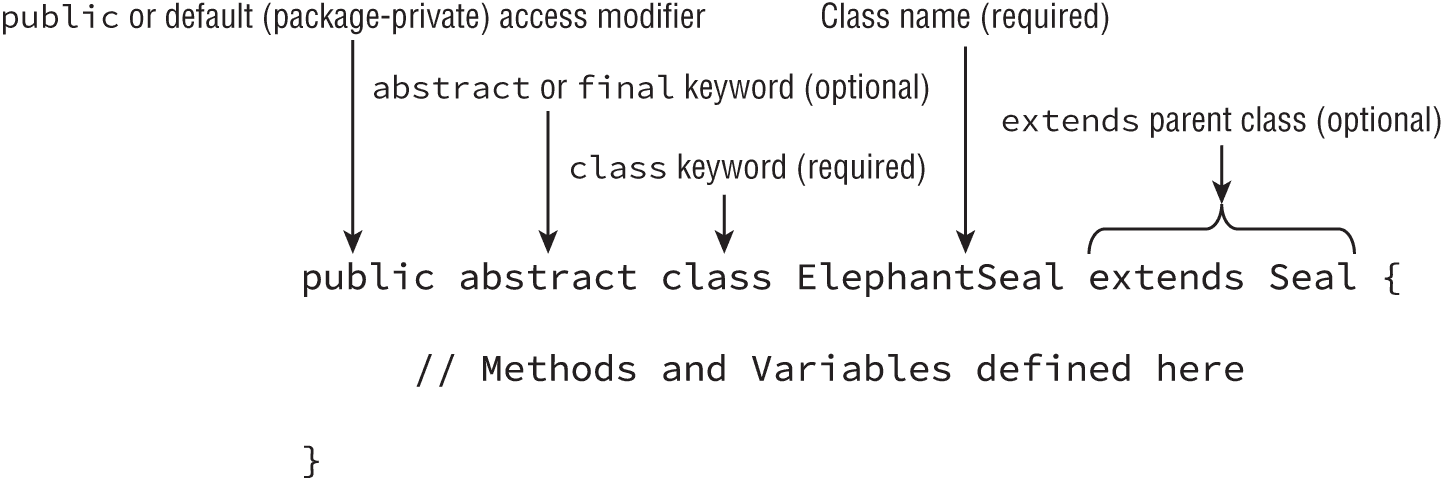 public or default (package-private) access modifier
Class name (required)
abstract or final keyword (optional)
extends parent class (optional)
class keyword (required)
public abstract class ElephantSeal extends Seal {
// Methods and Variables defined here
}